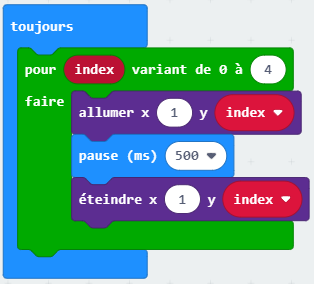 toujours
pour index variant de 0 à 4
faire
allumer x 1 y index
pause (ms) 500
éteindre x 1 y index